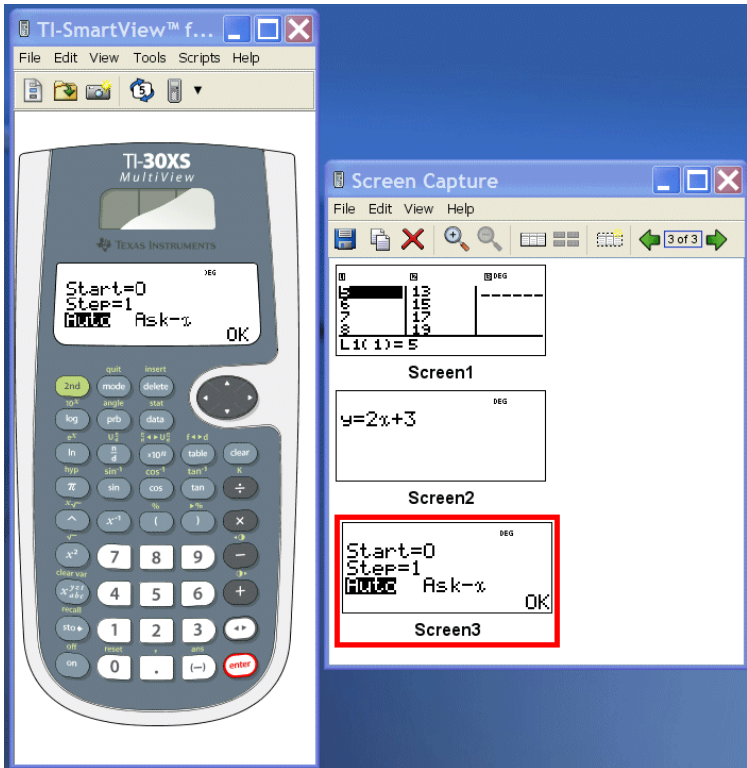 TI-SmartView™ f...
File Edit View Tools Scripts Help
TI-30XS
MultiView
TEXAS INSTRUMENTS
DEG
Start=0
Step=1
Auto Ask-x
OK
quit insert
2nd mode delete
10ˣ angle stat
log prb data
eˣ f◄►d
ln n/d ×10ⁿ table clear
hyp sin⁻¹ cos⁻¹ tan⁻¹ K
π sin cos tan ÷
ˣ√ % ►%
^ x⁻¹ ( ) ×
√
x² 7 8 9 −
clear var
x yzt abc 4 5 6 +
recall
sto► 1 2 3 ◄►
off reset , ans
on 0 . (−) enter
Screen Capture
File Edit View Help
3 of 3
DEG
5 13
6 15
7 17
8 19
L1(1)=5
Screen1
DEG
y=2x+3
Screen2
DEG
Start=0
Step=1
Auto Ask-x
OK
Screen3